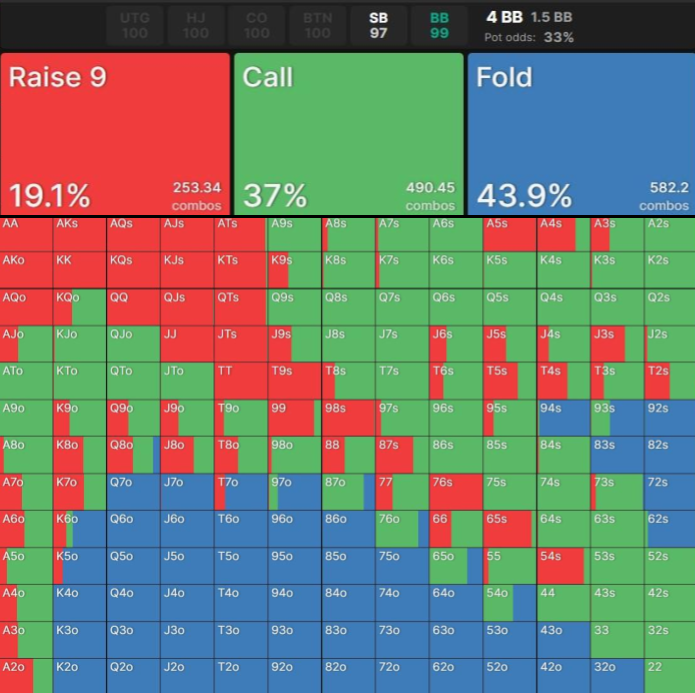 UTG HJ CO BTN SB BB 4 BB 1.5 BB
100 100 100 100 97 99 Pot odds: 33%
Raise 9 Call Fold
19.1% 253.34 combos 37% 490.45 combos 43.9% 582.2 combos
AA AKs AQs AJs ATs A9s A8s A7s A6s A5s A4s A3s A2s
AKo KK KQs KJs KTs K9s K8s K7s K6s K5s K4s K3s K2s
AQo KQo QQ QJs QTs Q9s Q8s Q7s Q6s Q5s Q4s Q3s Q2s
AJo KJo QJo JJ JTs J9s J8s J7s J6s J5s J4s J3s J2s
ATo KTo QTo JTo TT T9s T8s T7s T6s T5s T4s T3s T2s
A9o K9o Q9o J9o T9o 99 98s 97s 96s 95s 94s 93s 92s
A8o K8o Q8o J8o T8o 98o 88 87s 86s 85s 84s 83s 82s
A7o K7o Q7o J7o T7o 97o 87o 77 76s 75s 74s 73s 72s
A6o K6o Q6o J6o T6o 96o 86o 76o 66 65s 64s 63s 62s
A5o K5o Q5o J5o T5o 95o 85o 75o 65o 55 54s 53s 52s
A4o K4o Q4o J4o T4o 94o 84o 74o 64o 54o 44 43s 42s
A3o K3o Q3o J3o T3o 93o 83o 73o 63o 53o 43o 33 32s
A2o K2o Q2o J2o T2o 92o 82o 72o 62o 52o 42o 32o 22